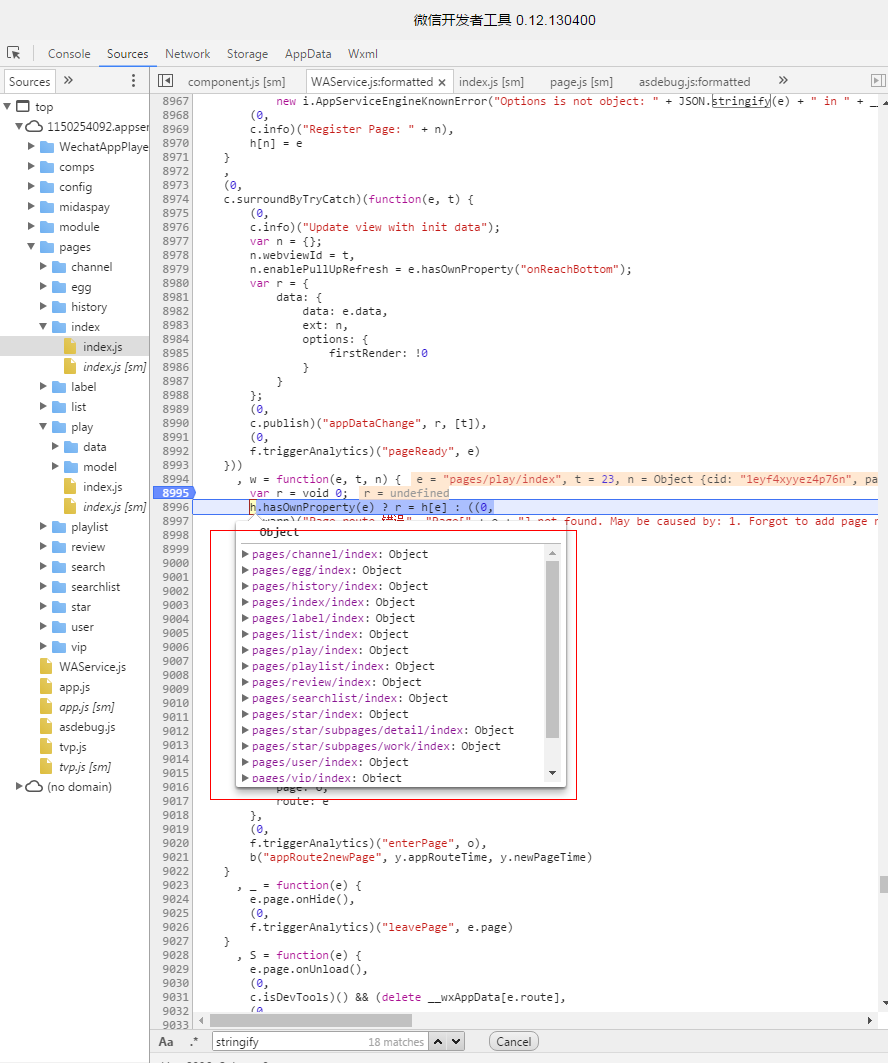 微信开发者工具 0.12.130400
Console Sources Network Storage AppData Wxml
Sources » component.js [sm] WAService.js:formatted × index.js [sm] page.js [sm] asdebug.js:formatted »
top
1150254092.appser
WechatAppPlaye
comps
config
midaspay
module
pages
channel
egg
history
index
index.js
index.js [sm]
label
list
play
data
model
index.js
index.js [sm]
playlist
review
search
searchlist
star
user
vip
WAService.js
app.js
app.js [sm]
asdebug.js
tvp.js
tvp.js [sm]
(no domain)
8967 new i.AppServiceEngineKnownError("Options is not object: " + JSON.stringify(e) + " in " + __
8968 (0,
8969 c.info)("Register Page: " + n),
8970 h[n] = e
8971 }
8972 ,
8973 (0,
8974 c.surroundByTryCatch)(function(e, t) {
8975 (0,
8976 c.info)("Update view with init data");
8977 var n = {};
8978 n.webviewId = t,
8979 n.enablePullUpRefresh = e.hasOwnProperty("onReachBottom");
8980 var r = {
8981 data: {
8982 data: e.data,
8983 ext: n,
8984 options: {
8985 firstRender: !0
8986 }
8987 }
8988 };
8989 (0,
8990 c.publish)("appDataChange", r, [t]),
8991 (0,
8992 f.triggerAnalytics)("pageReady", e)
8993 }))
8994 , w = function(e, t, n) { e = "pages/play/index", t = 23, n = Object {cid: "1eyf4xyyez4p76n", pa
8995 var r = void 0; r = undefined
8996 h.hasOwnProperty(e) ? r = h[e] : ((0,
8997 warn)("Page route 错误", "Page[" + e + "] not found. May be caused by: 1. Forgot to add page r
8998
8999
9000
9001
9002
9003
9004
9005
9006
9007
9008
9009
9010
9011
9012
9013
9014
9015
Object
pages/channel/index: Object
pages/egg/index: Object
pages/history/index: Object
pages/index/index: Object
pages/label/index: Object
pages/list/index: Object
pages/play/index: Object
pages/playlist/index: Object
pages/review/index: Object
pages/searchlist/index: Object
pages/star/index: Object
pages/star/subpages/detail/index: Object
pages/star/subpages/work/index: Object
pages/user/index: Object
pages/vip/index: Object
9016 page: o,
9017 route: e
9018 },
9019 (0,
9020 f.triggerAnalytics)("enterPage", o),
9021 b("appRoute2newPage", y.appRouteTime, y.newPageTime)
9022 }
9023 , _ = function(e) {
9024 e.page.onHide(),
9025 (0,
9026 f.triggerAnalytics)("leavePage", e.page)
9027 }
9028 , S = function(e) {
9029 e.page.onUnload(),
9030 (0,
9031 c.isDevTools)() && (delete __wxAppData[e.route],
9032 (0
9033
Aa .* stringify 18 matches Cancel